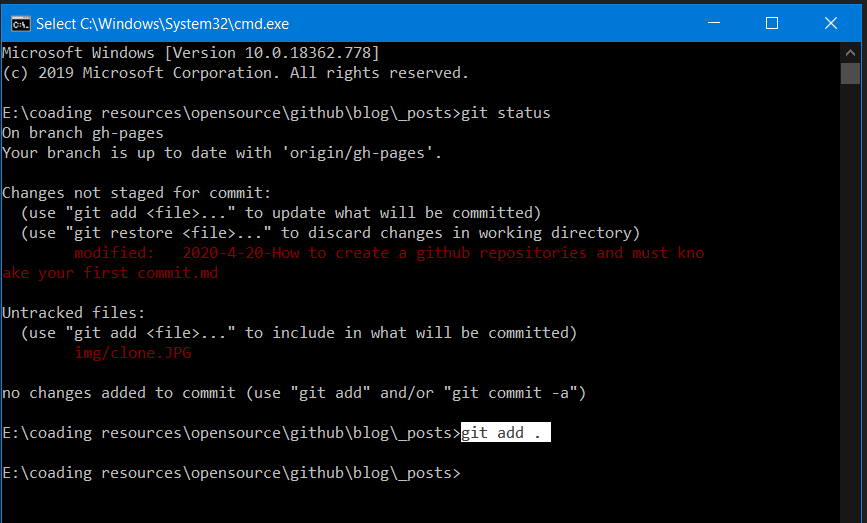 Select C:\Windows\System32\cmd.exe
Microsoft Windows [Version 10.0.18362.778]
(c) 2019 Microsoft Corporation. All rights reserved.
E:\coading resources\opensource\github\blog\_posts>git status
On branch gh-pages
Your branch is up to date with 'origin/gh-pages'.
Changes not staged for commit:
(use "git add <file>..." to update what will be committed)
(use "git restore <file>..." to discard changes in working directory)
modified:   2020-4-20-How to create a github repositories and must kno
ake your first commit.md
Untracked files:
(use "git add <file>..." to include in what will be committed)
img/clone.JPG
no changes added to commit (use "git add" and/or "git commit -a")
E:\coading resources\opensource\github\blog\_posts>git add .
E:\coading resources\opensource\github\blog\_posts>